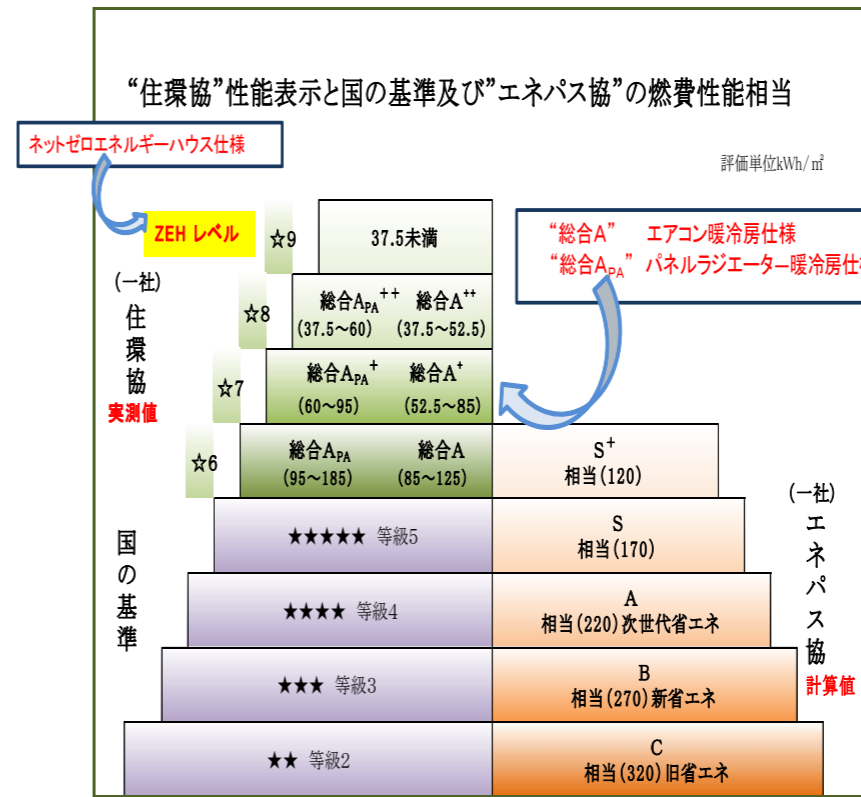 “住環協”性能表示と国の基準及び”エネパス協”の燃費性能相当
ネットゼロエネルギーハウス仕様
評価単位kWh/㎡
ZEH レベル
☆9
37.5未満
“総合A” エアコン暖冷房仕様
“総合APA” パネルラジエーター暖冷房仕
(一社)
住環協
実測値
☆8
総合APA++ 総合A++
(37.5～60) (37.5～52.5)
☆7
総合APA+ 総合A+
(60～95) (52.5～85)
☆6
総合APA 総合A
(95～185) (85～125)
S+
相当(120)
国の基準
★★★★★ 等級5
S
相当(170)
★★★★ 等級4
A
相当(220)次世代省エネ
★★★ 等級3
B
相当(270)新省エネ
★★ 等級2
C
相当(320)旧省エネ
(一社)
エネパス協
計算値